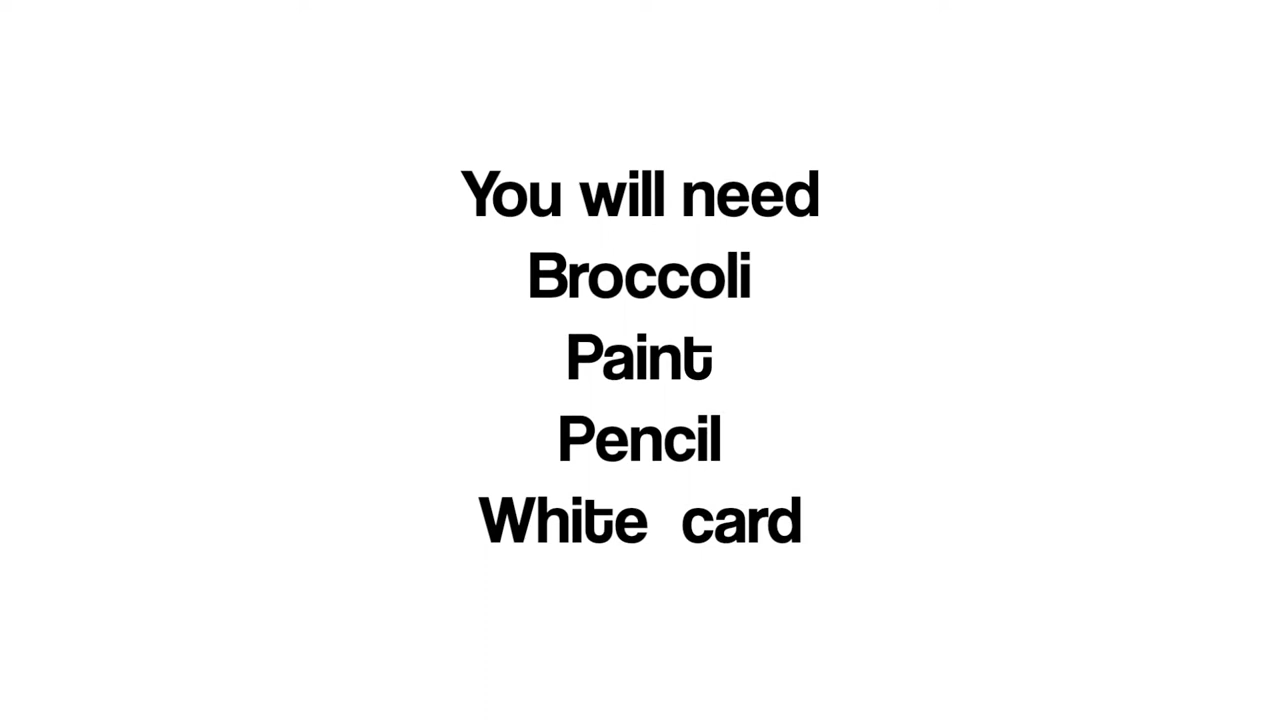 You will need
Broccoli
Paint
Pencil
White card